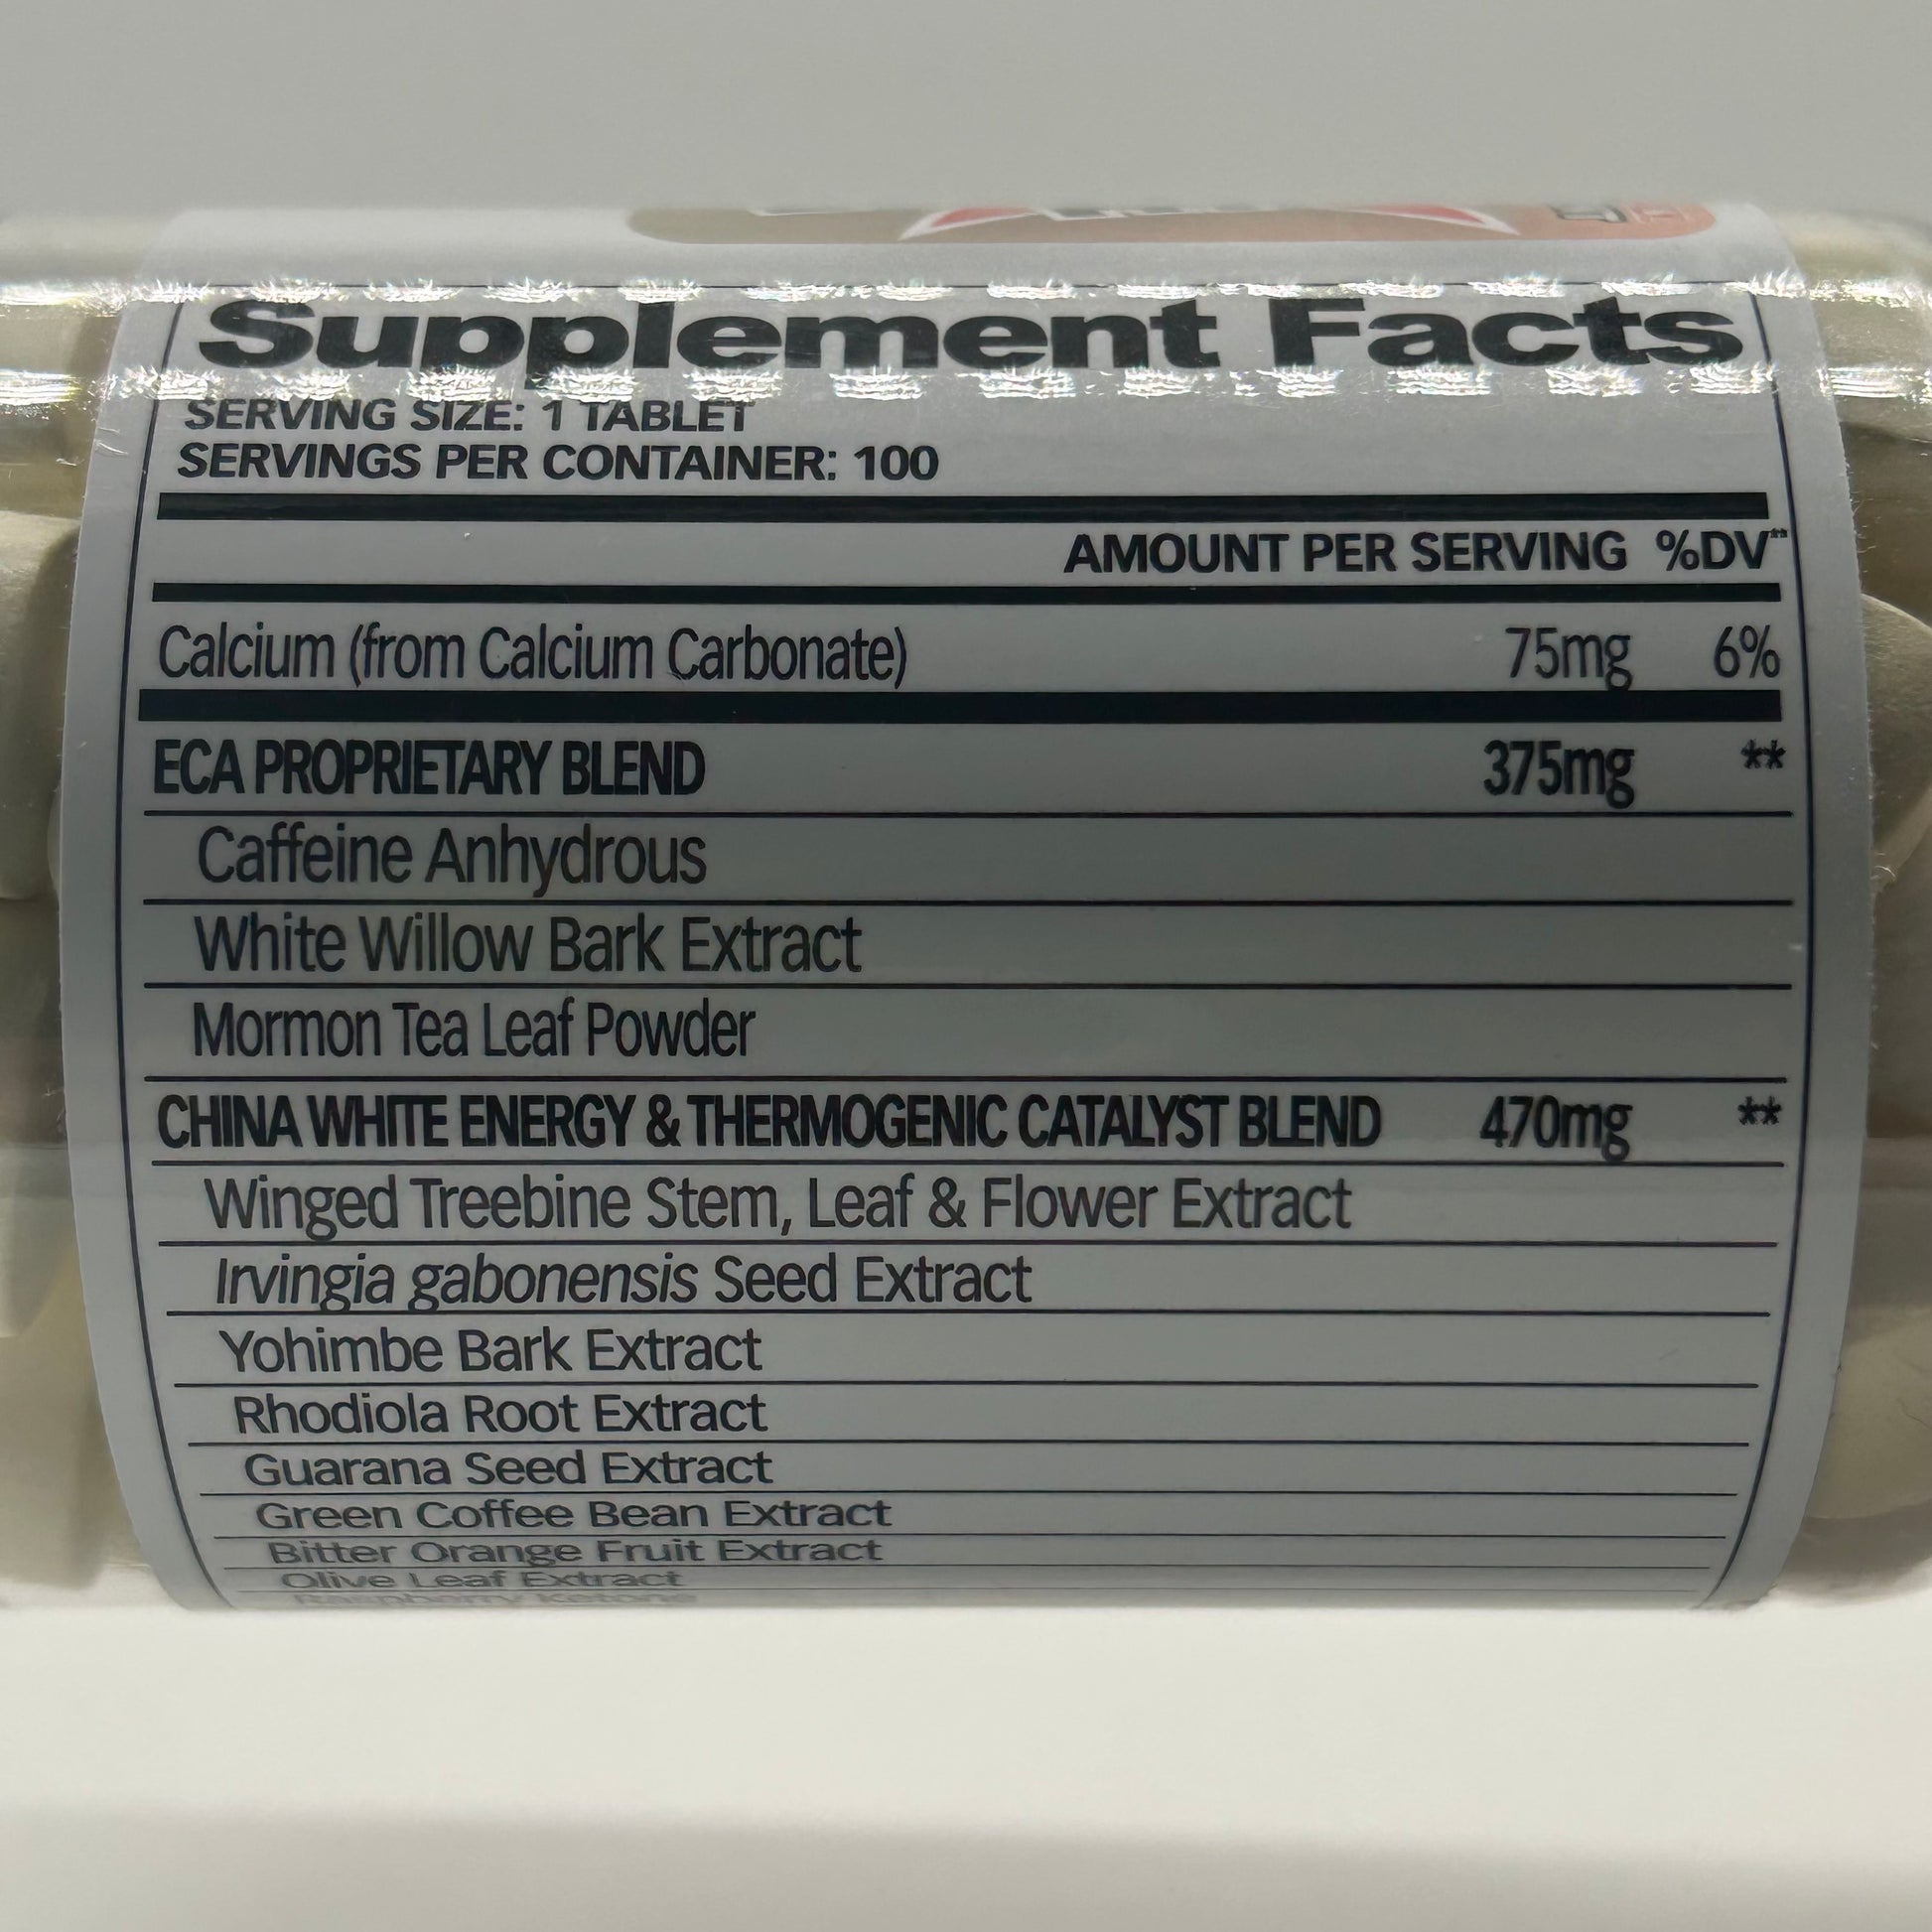 Supplement Facts
SERVING SIZE: 1 TABLET
SERVINGS PER CONTAINER: 100
AMOUNT PER SERVING %DV**
Calcium (from Calcium Carbonate) 75mg 6%
ECA PROPRIETARY BLEND 375mg **
Caffeine Anhydrous
White Willow Bark Extract
Mormon Tea Leaf Powder
CHINA WHITE ENERGY & THERMOGENIC CATALYST BLEND 470mg **
Winged Treebine Stem, Leaf & Flower Extract
Irvingia gabonensis Seed Extract
Yohimbe Bark Extract
Rhodiola Root Extract
Guarana Seed Extract
Green Coffee Bean Extract
Bitter Orange Fruit Extract
Olive Leaf Extract
Raspberry Ketone